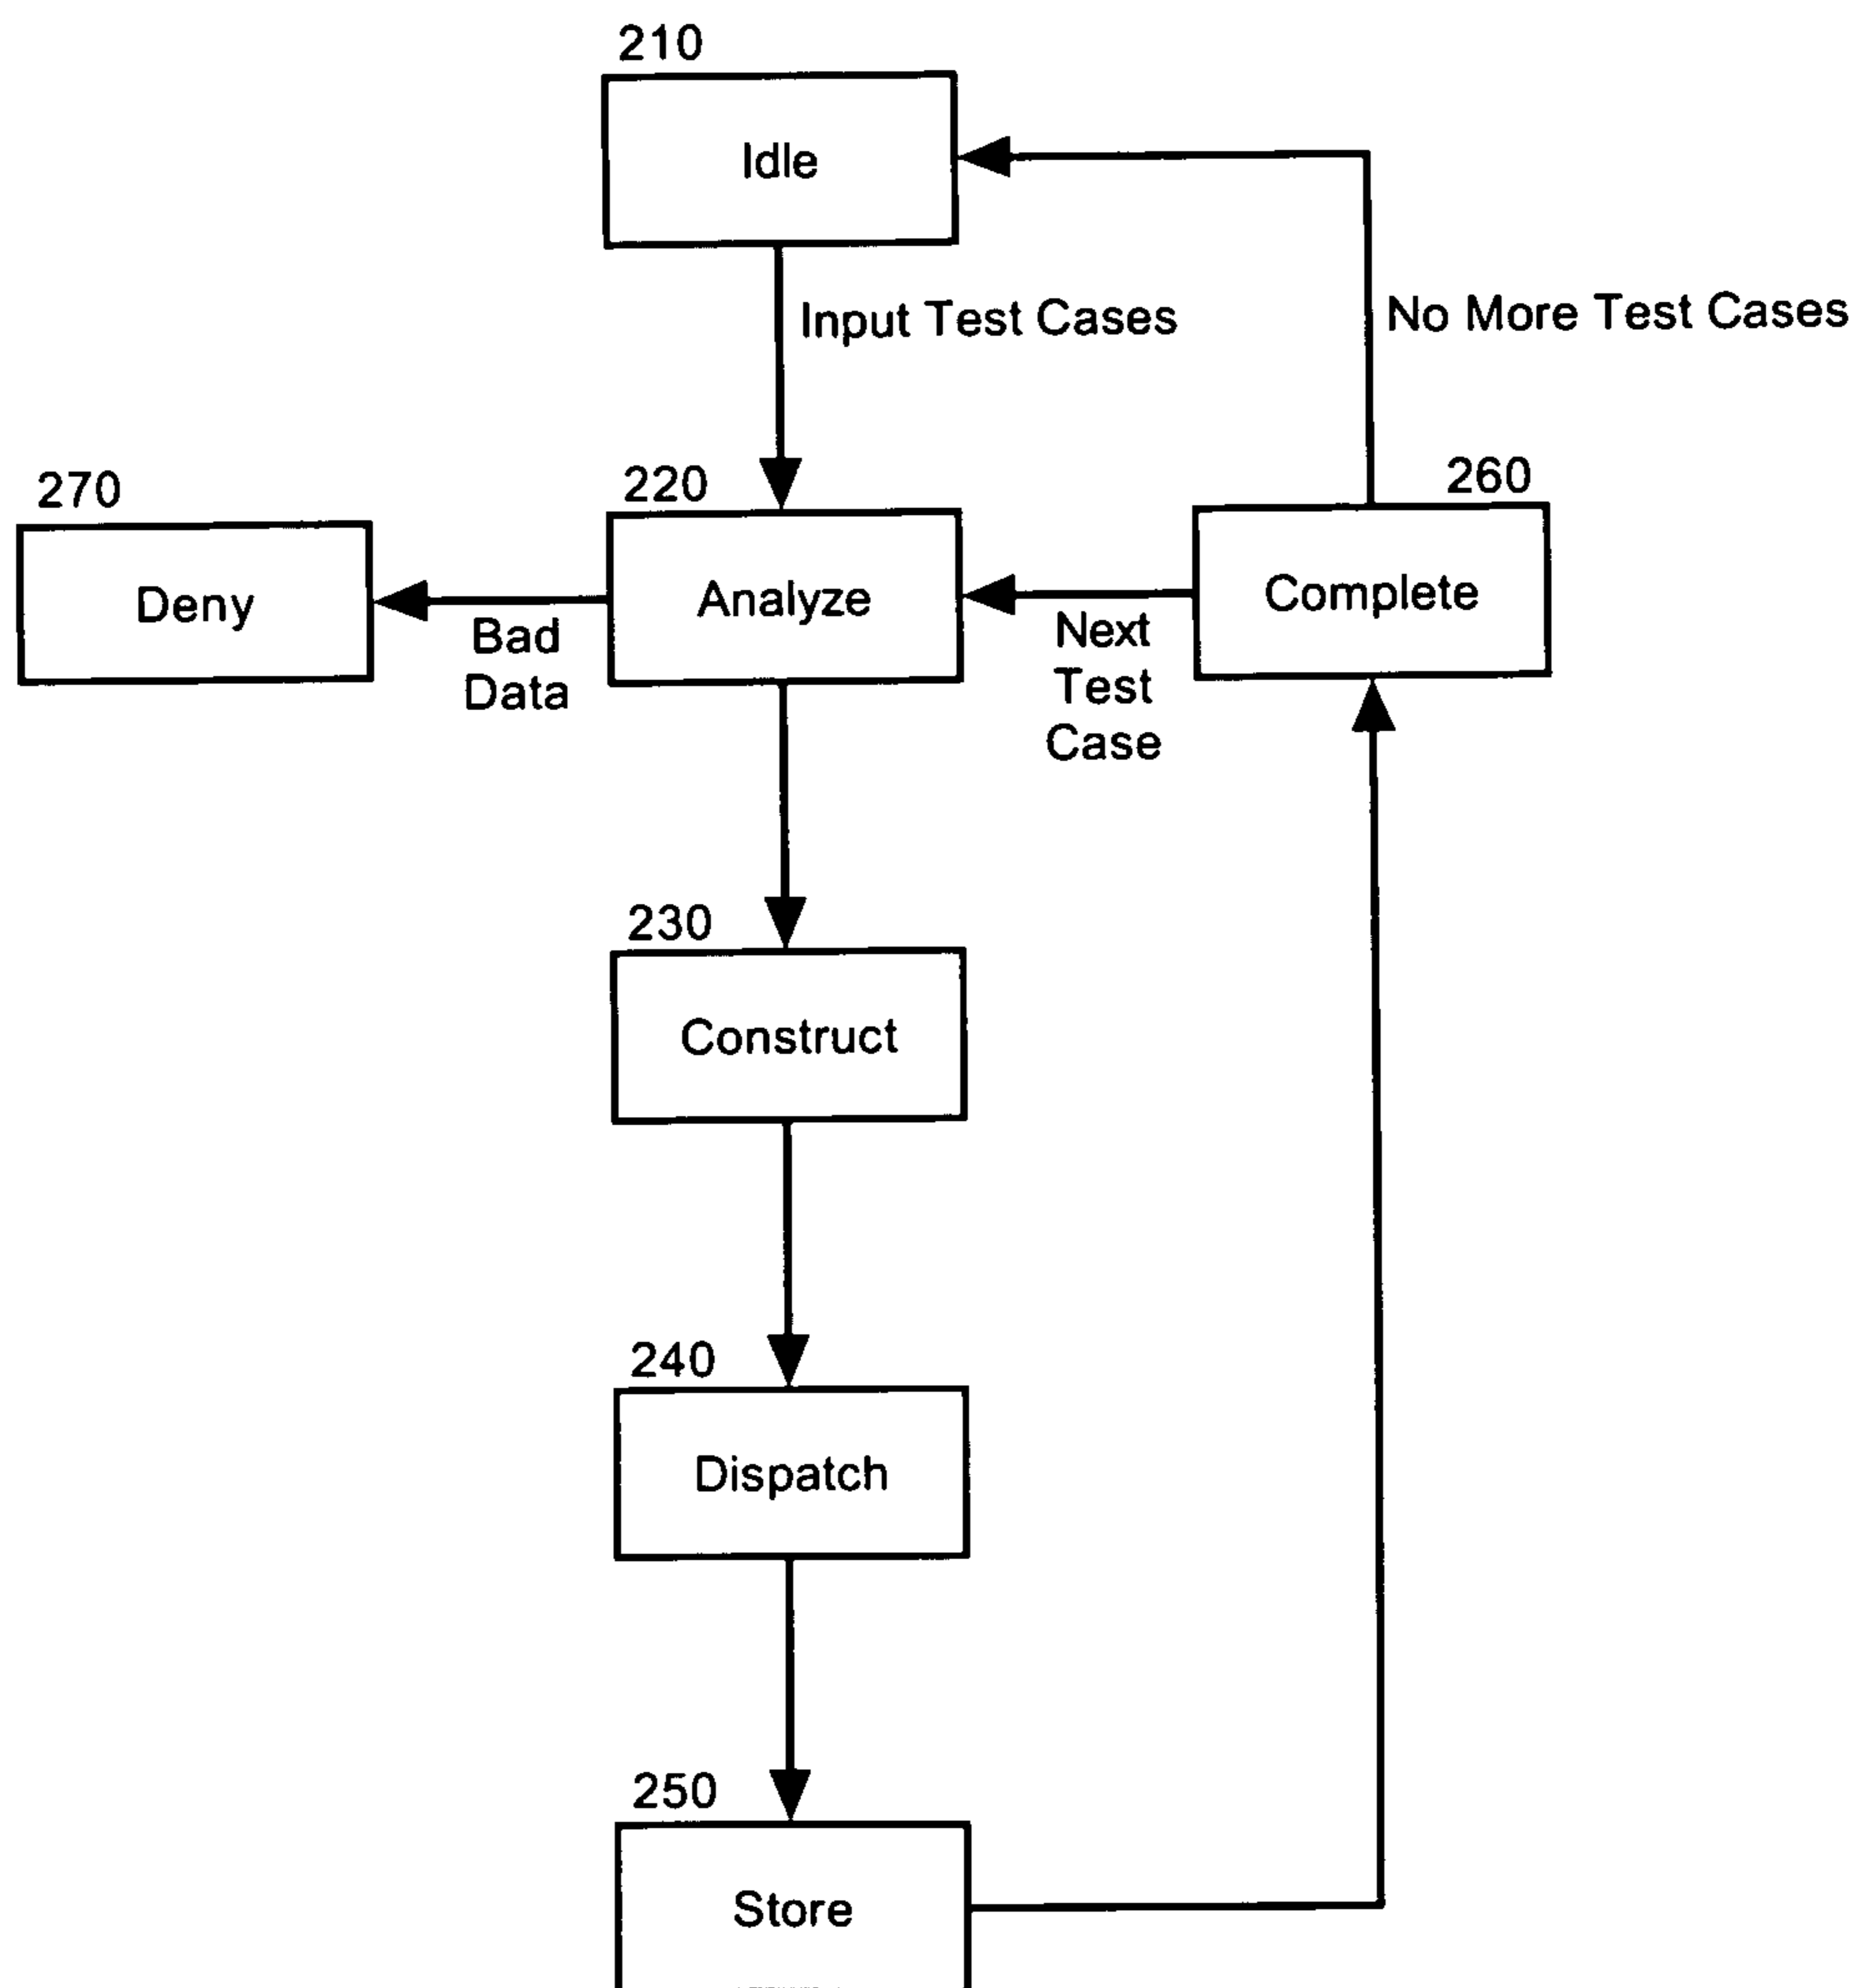 210
Idle
Input Test Cases
No More Test Cases
270
220
260
Deny
Analyze
Complete
Bad
Data
Next
Test
Case
230
Construct
240
Dispatch
250
Store